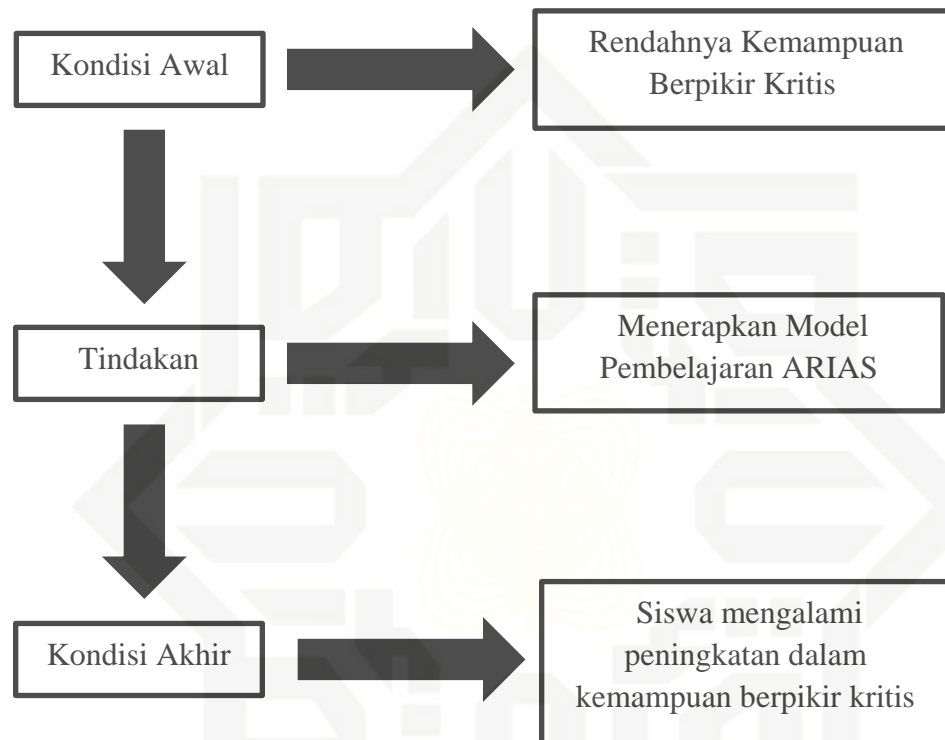 Kondisi Awal
Rendahnya Kemampuan
Berpikir Kritis
Tindakan
Menerapkan Model
Pembelajaran ARIAS
Kondisi Akhir
Siswa mengalami
peningkatan dalam
kemampuan berpikir kritis